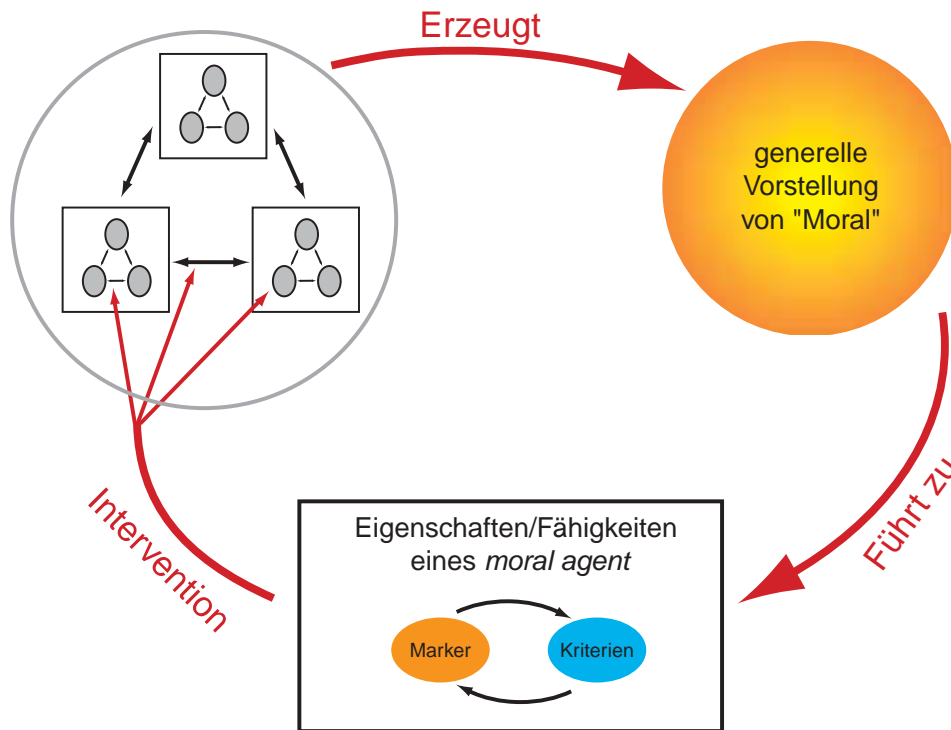 Erzeugt
generelle
Vorstellung
von "Moral"
Führt zu
Eigenschaften/Fähigkeiten
eines moral agent
Marker
Kriterien
Intervention